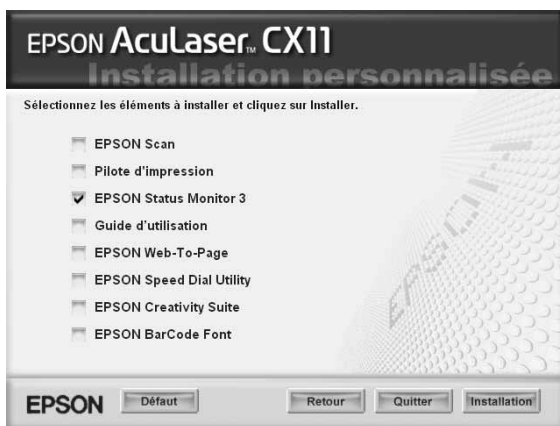 EPSON AcuLaser™ CX11
Installation personnalisée
Sélectionnez les éléments à installer et cliquez sur Installer.
EPSON Scan
Pilote d'impression
EPSON Status Monitor 3
Guide d'utilisation
EPSON Web-To-Page
EPSON Speed Dial Utility
EPSON Creativity Suite
EPSON BarCode Font
EPSON
EPSON
Défaut
Retour
Quitter
Installation